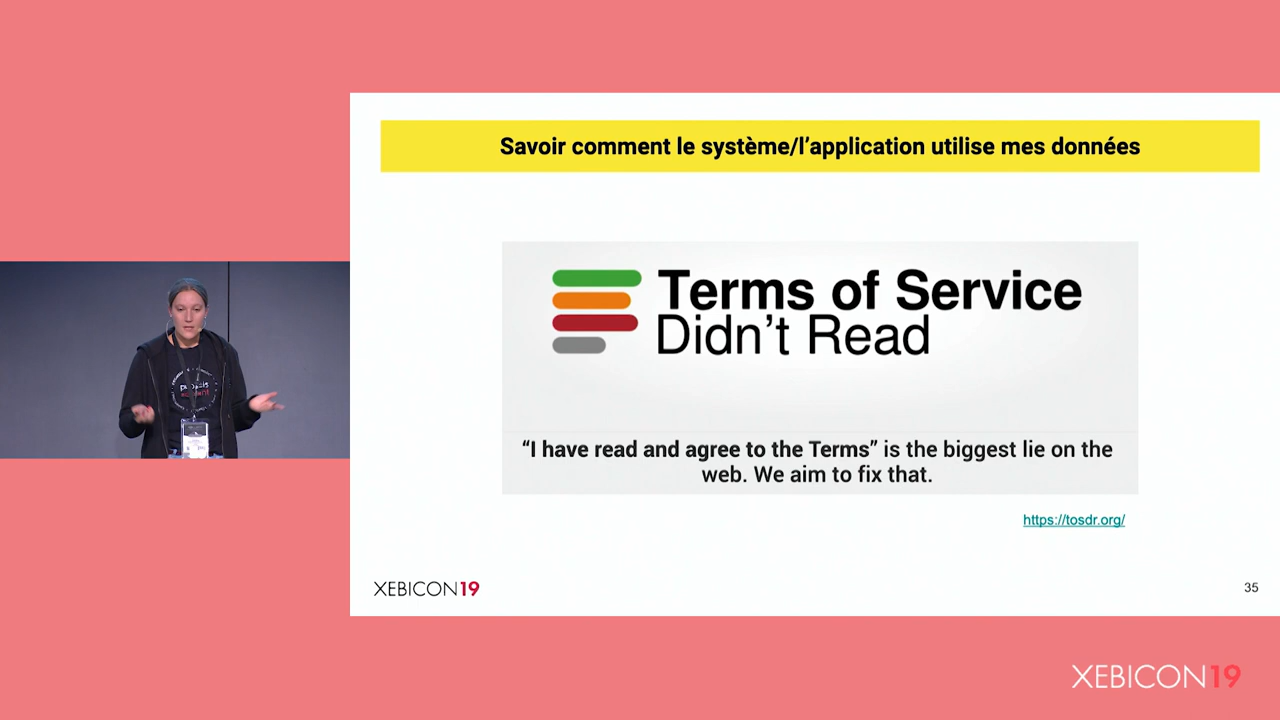 Savoir comment le système/l’application utilise mes données
Terms of Service
Didn’t Read
“I have read and agree to the Terms” is the biggest lie on the
web. We aim to fix that.
https://tosdr.org/
XEBICON19
35
XEBICON19